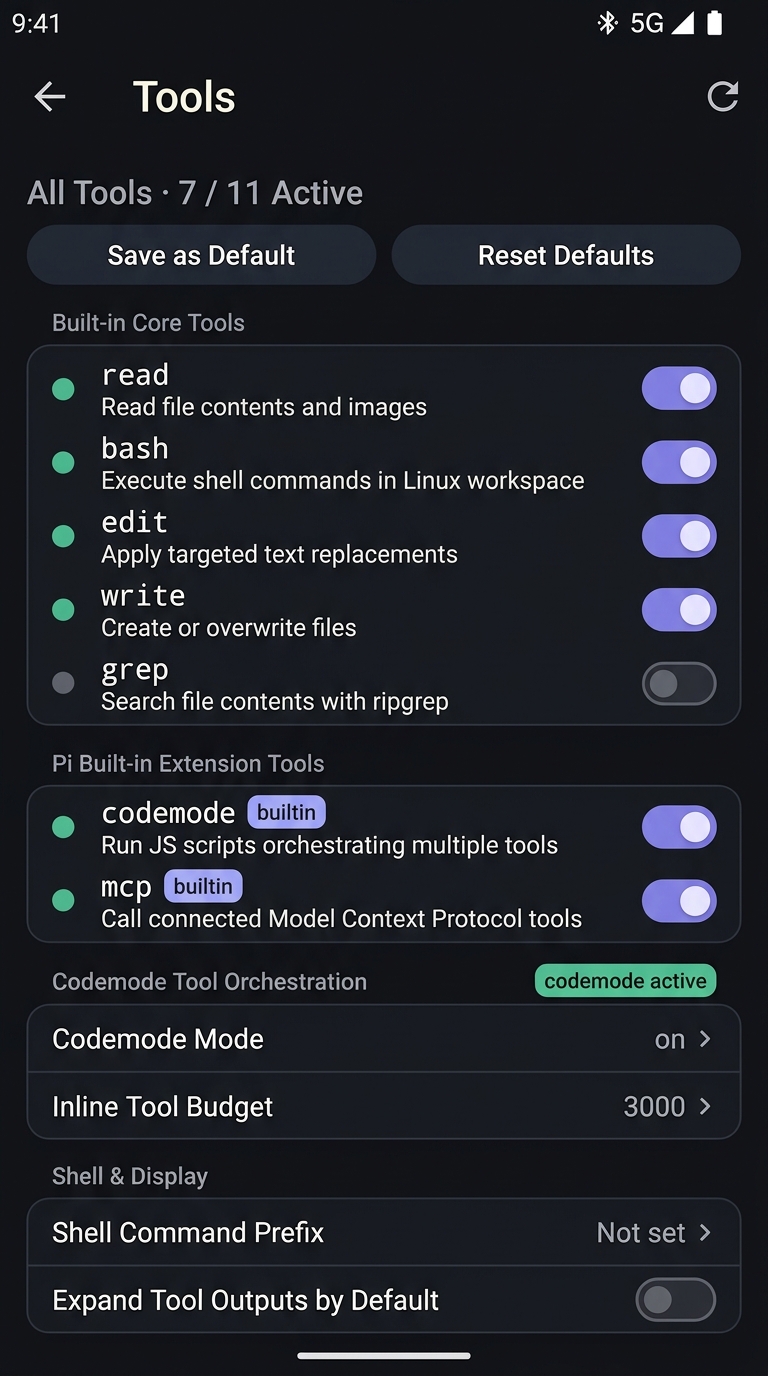 9:41
5G
Tools
All Tools · 7 / 11 Active
Save as Default
Reset Defaults
Built-in Core Tools
read
Read file contents and images
bash
Execute shell commands in Linux workspace
edit
Apply targeted text replacements
write
Create or overwrite files
grep
Search file contents with ripgrep
Pi Built-in Extension Tools
codemode builtin
Run JS scripts orchestrating multiple tools
mcp builtin
Call connected Model Context Protocol tools
Codemode Tool Orchestration
codemode active
Codemode Mode
on
Inline Tool Budget
3000
Shell & Display
Shell Command Prefix
Not set
Expand Tool Outputs by Default